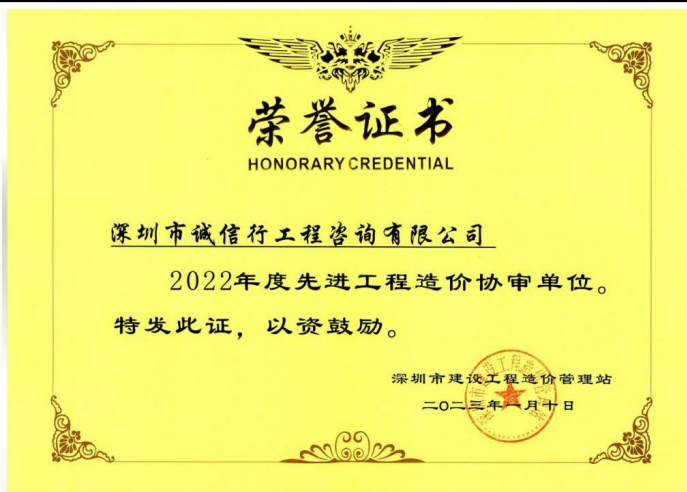 荣誉证书
HONORARY CREDENTIAL
深圳市诚信行工程咨询有限公司
2022年度先进工程造价协审单位。
特发此证，以资鼓励。
深圳市建设工程造价管理站
二〇二三年一月十日